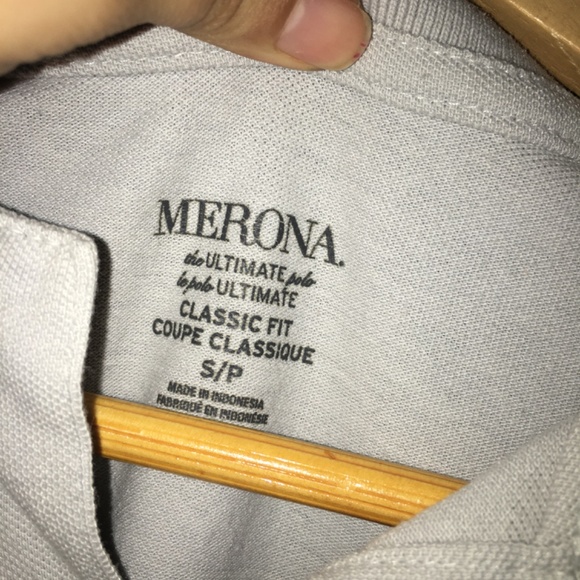 MERONA.
the ULTIMATE polo
le polo ULTIMATE
CLASSIC FIT
COUPE CLASSIQUE
S/P
MADE IN INDONESIA
FABRIQUÉ EN INDONÉSIE